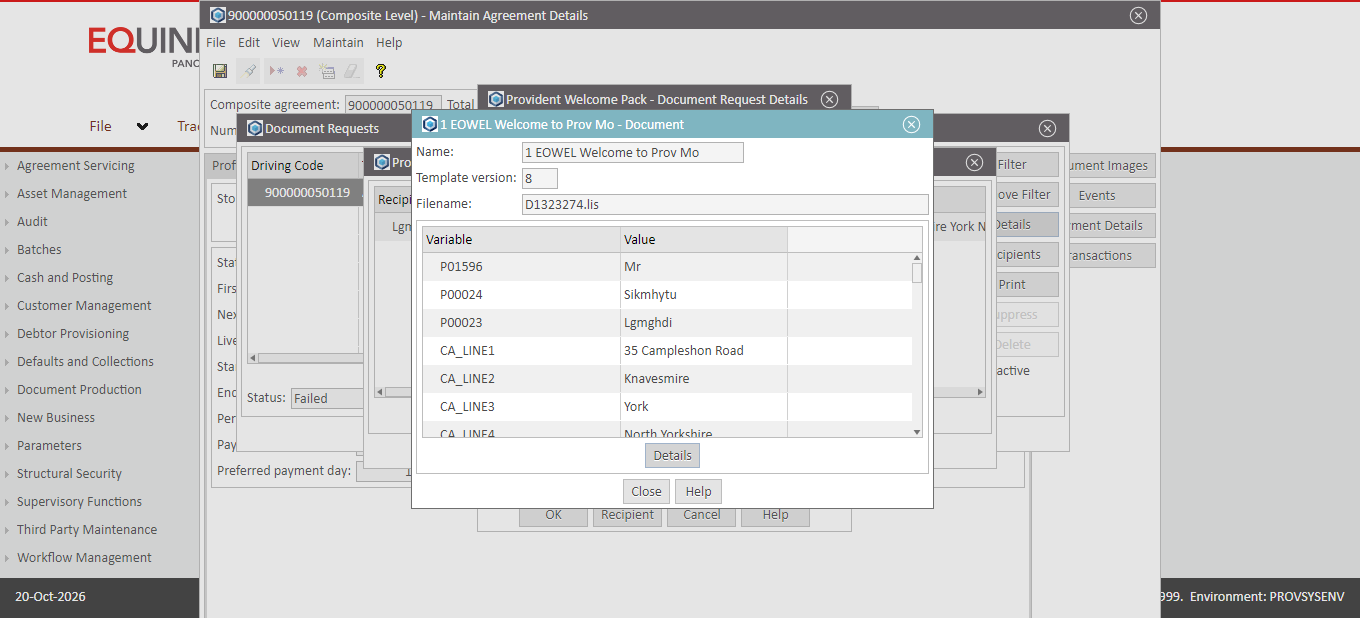 900000050119 (Composite Level) - Maintain Agreement Details
EQUINI
PANC
File Edit View Maintain Help
Composite agreement: 900000050119 Total
Provident Welcome Pack - Document Request Details
File Trac
Num
Document Requests
1 EOWEL Welcome to Prov Mo - Document
Agreement Servicing
Asset Management
Audit
Batches
Cash and Posting
Customer Management
Debtor Provisioning
Defaults and Collections
Document Production
New Business
Parameters
Structural Security
Supervisory Functions
Third Party Maintenance
Workflow Management
Prof
Sto
Stat
Firs
Nex
Live
Sta
End
Per
Pay
Preferred payment day: 1
Driving Code
900000050119
Status: Failed
Pro
Recipie
Lgn
re York N
Name: 1 EOWEL Welcome to Prov Mo
Template version: 8
Filename: D1323274.lis
Variable Value
P01596 Mr
P00024 Sikmhytu
P00023 Lgmghdi
CA_LINE1 35 Campleshon Road
CA_LINE2 Knavesmire
CA_LINE3 York
CA_LINE4 North Yorkshire
Details
Close Help
OK Recipient Cancel Help
Filter
ove Filter
Details
cipients
Print
uppress
Delete
active
ument Images
Events
ment Details
ransactions
20-Oct-2026
999. Environment: PROVSYSENV